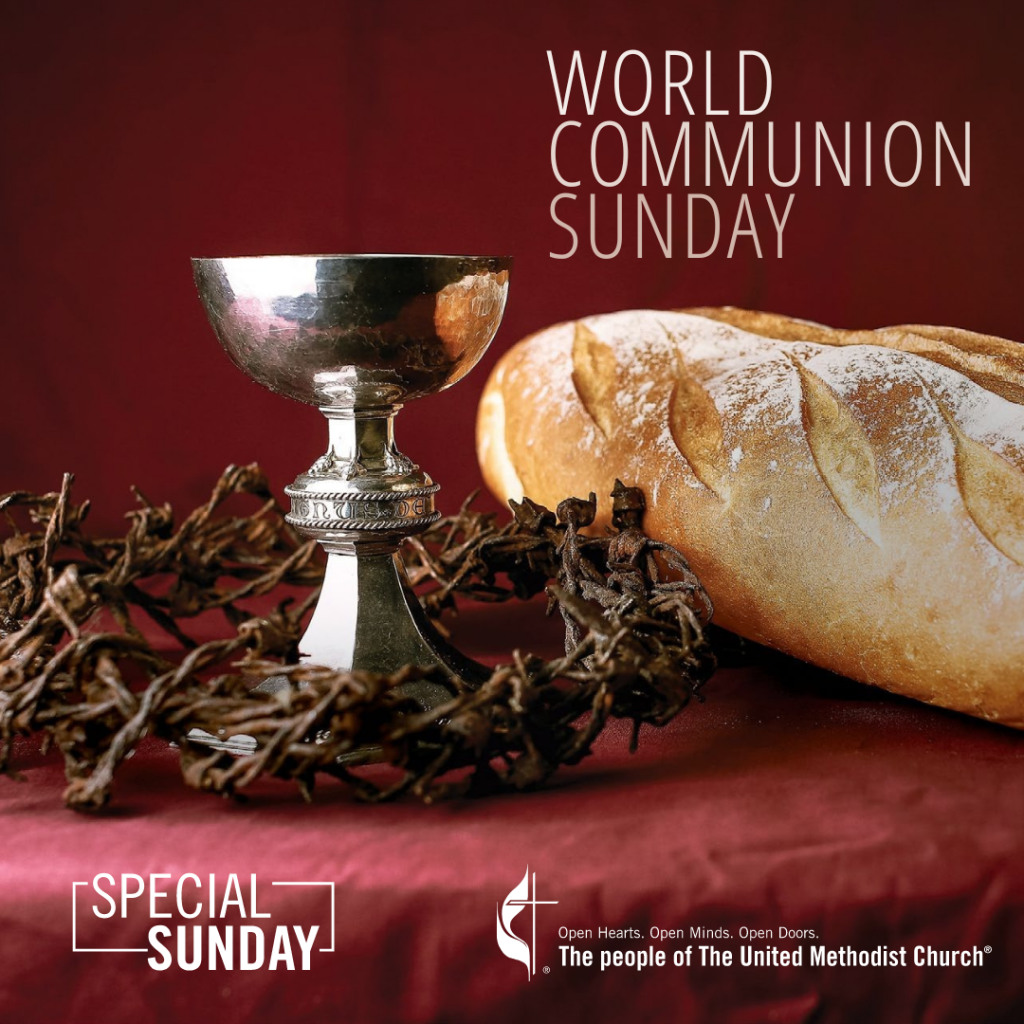 WORLD
COMMUNION
SUNDAY
SPECIAL
SUNDAY
Open Hearts. Open Minds. Open Doors.
The people of The United Methodist Church®